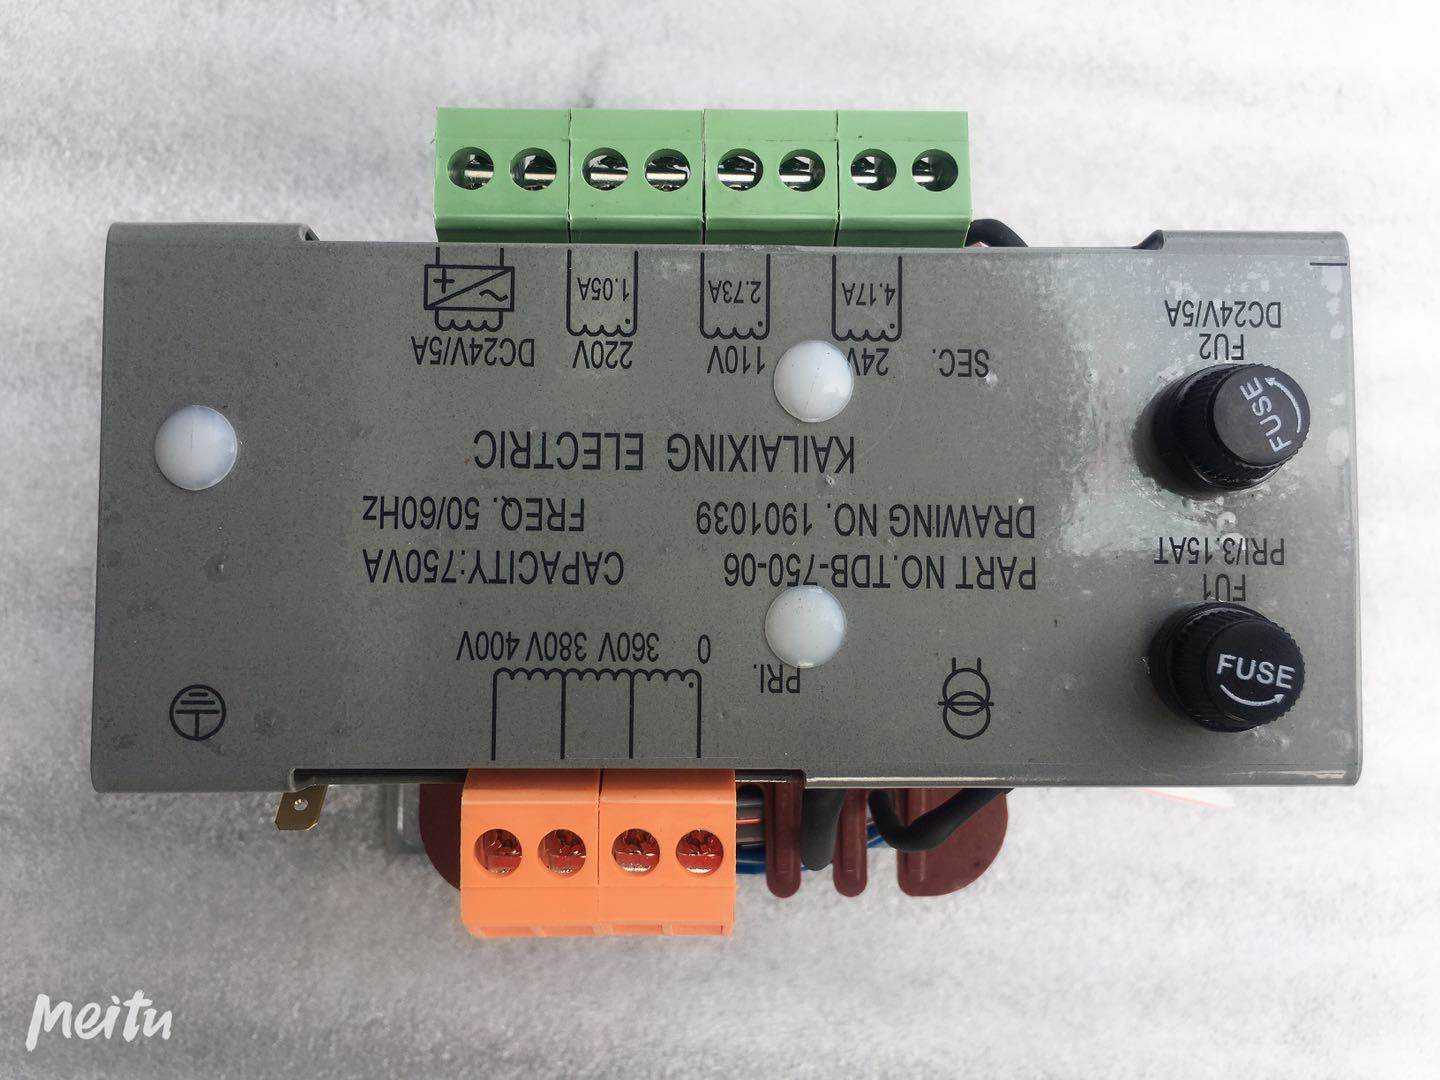 0 360V 380V 400V
PRI.
PART NO.TDB-750-06 CAPACITY:750VA
DRAWING NO. 1901039 FREQ. 50/60Hz
KAILAIXING ELECTRIC
SEC. 24V 110V 220V DC24V/5A
4.17A 2.73A 1.05A
FU1
PRI/3.15AT
FUSE
FU2
DC24V/5A
FUSE
meitu